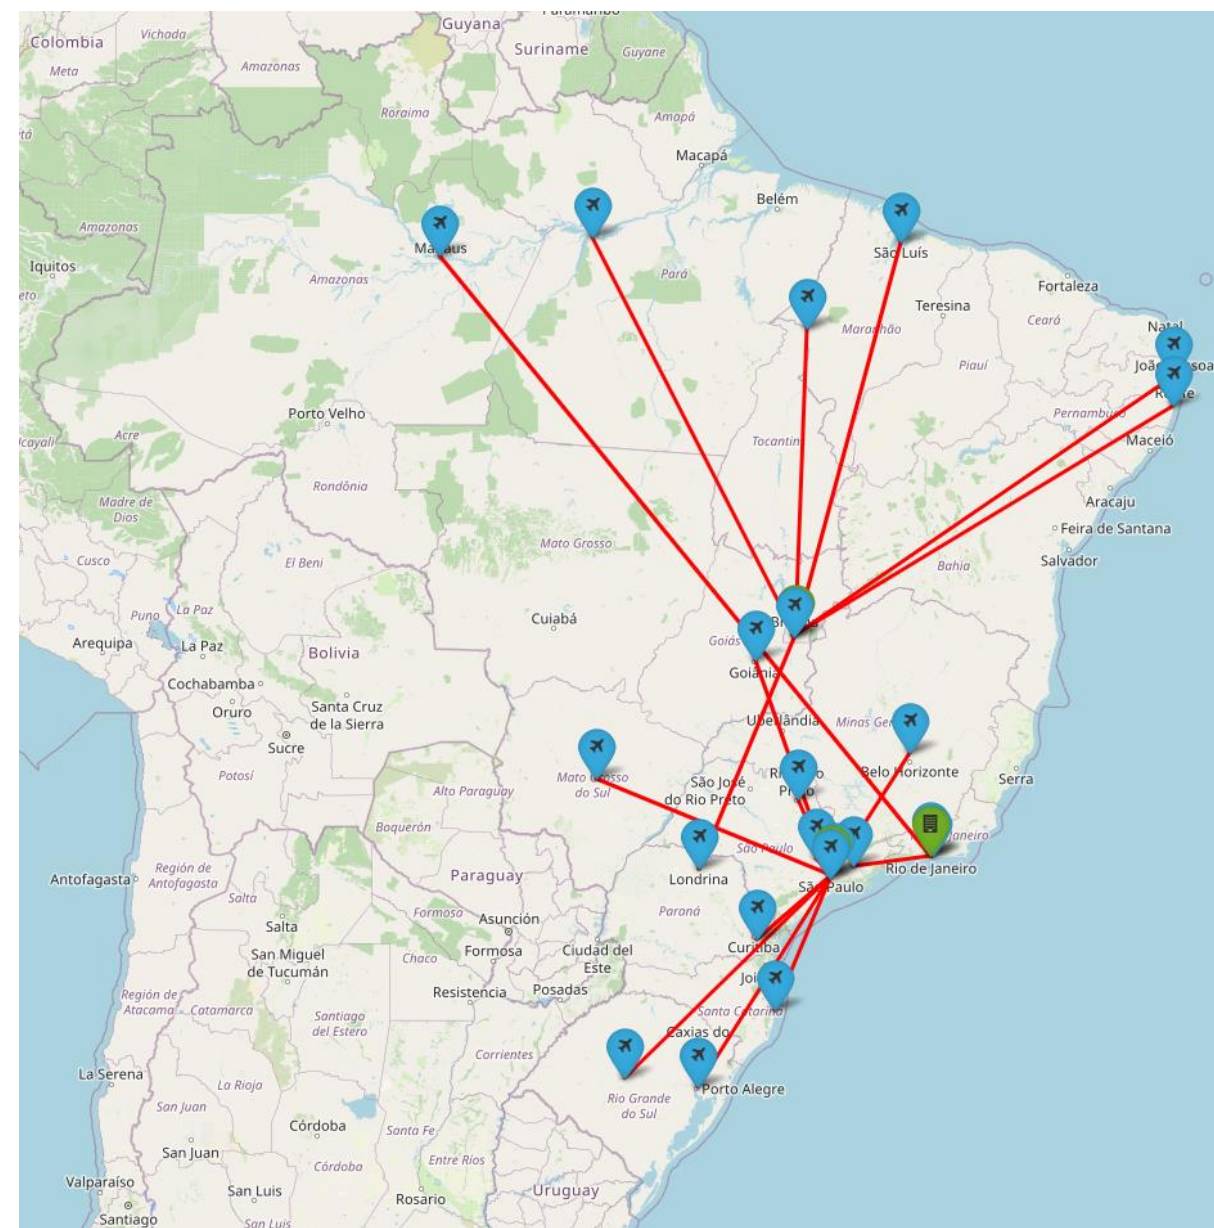 Guyana
Vichada
Colombia
Suriname
Guyane
Meta
Amazonas
Roraima
Amapá
Macapá
Belém
Amazonas
São Luís
Iquitos
Pará
Amazonas
Fortaleza
Teresina
Ceará
Maranhão
Natal
Piauí
Porto Velho
Pernambuco
Acre
Tocantins
Maceió
Rondônia
Madre de
Dios
Aracaju
Feira de Santana
Mato Grosso
Cusco
El Beni
Bahia
Salvador
Puno
La Paz
Cuiabá
Arequipa
La Paz
Goiás
Bolivia
Goiânia
Cochabamba
Oruro
Santa Cruz
de la Sierra
Uberlândia
Sucre
Belo Horizonte
Serra
Potosí
Mato Grosso
do Sul
São José
do Rio Preto
Alto Paraguay
Boquerón
São Paulo
Región de
Antofagasta
Antofagasta
Paraguay
Londrina
Rio de Janeiro
São Paulo
Salta
Formosa
Paraná
Salta
Asunción
San Miguel
de Tucumán
Chaco
Formosa
Ciudad del
Este
Curitiba
Resistencia
Posadas
Región de
Atacama
Catamarca
Santiago
del Estero
Santa Catarina
Caxias do
Corrientes
La Serena
La Rioja
Rio Grande
do Sul
Porto Alegre
San Juan
Córdoba
Santa Fe
San Juan
Córdoba
Entre Ríos
Valparaíso
San Luis
Rosario
Uruguay
Santiago
San Luis